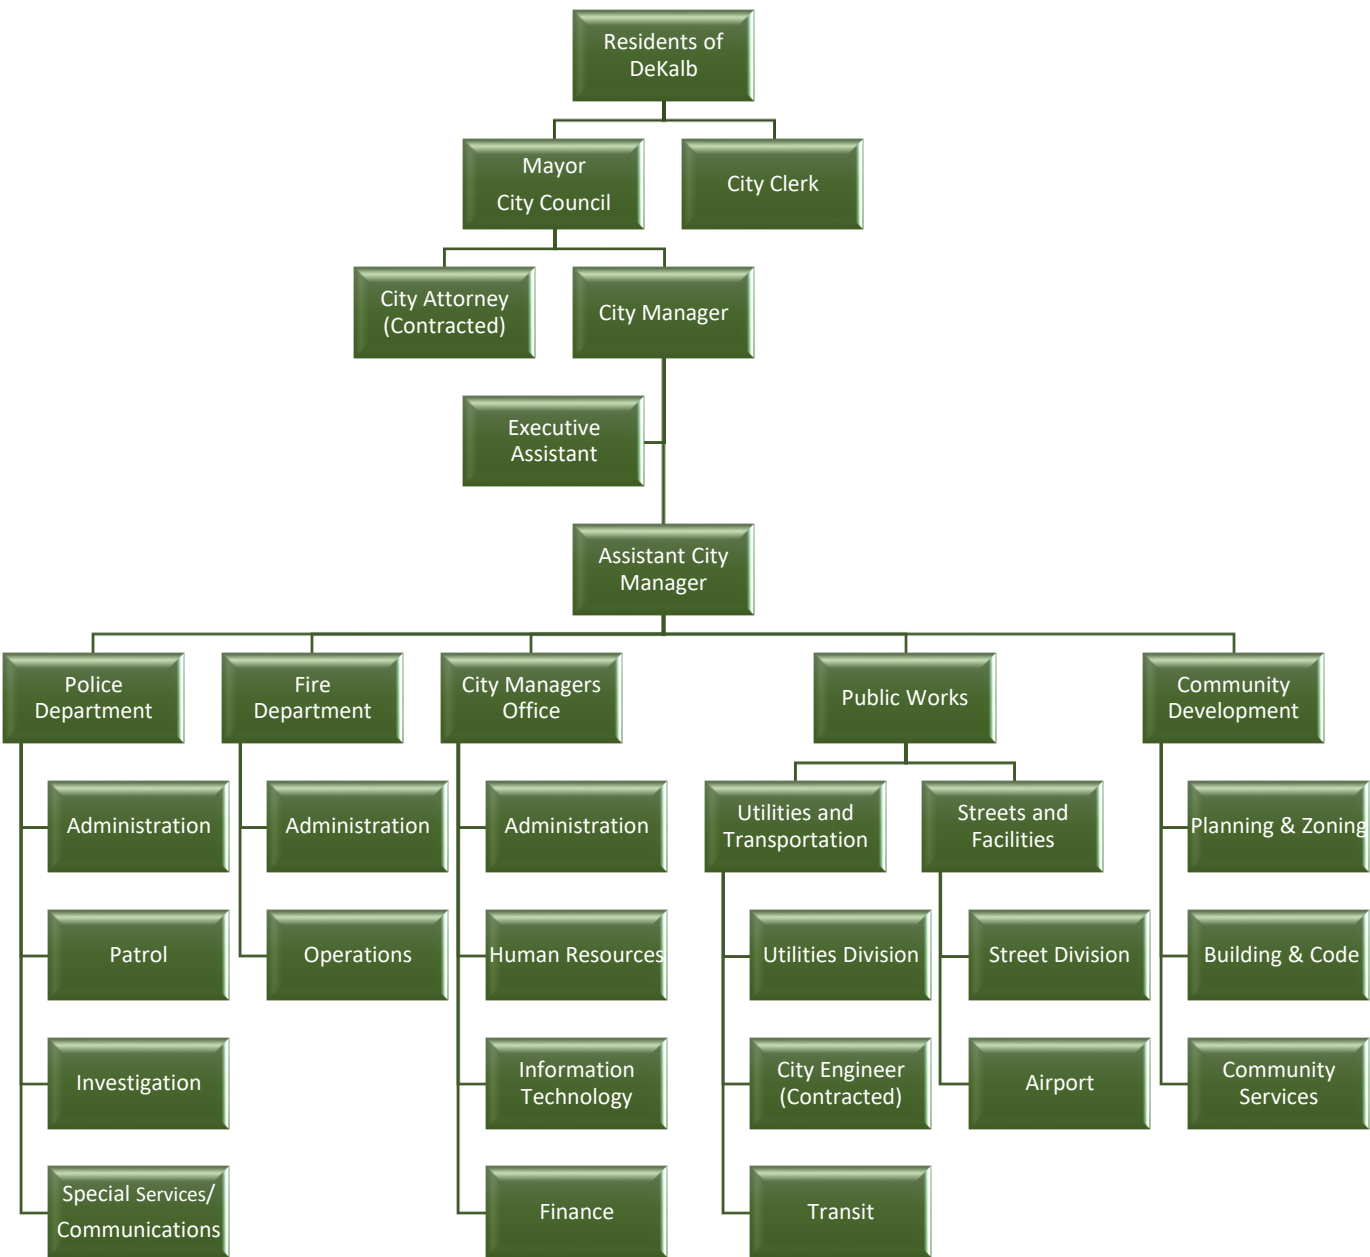 Residents of
DeKalb
Mayor
City Council
City Clerk
City Attorney
(Contracted)
City Manager
Executive
Assistant
Assistant City
Manager
Police
Department
Fire
Department
City Managers
Office
Public Works
Community
Development
Administration
Administration
Administration
Utilities and
Transportation
Streets and
Facilities
Planning & Zoning
Patrol
Operations
Human Resources
Utilities Division
Street Division
Building & Code
Investigation
Information
Technology
City Engineer
(Contracted)
Airport
Community
Services
Special Services/
Communications
Finance
Transit